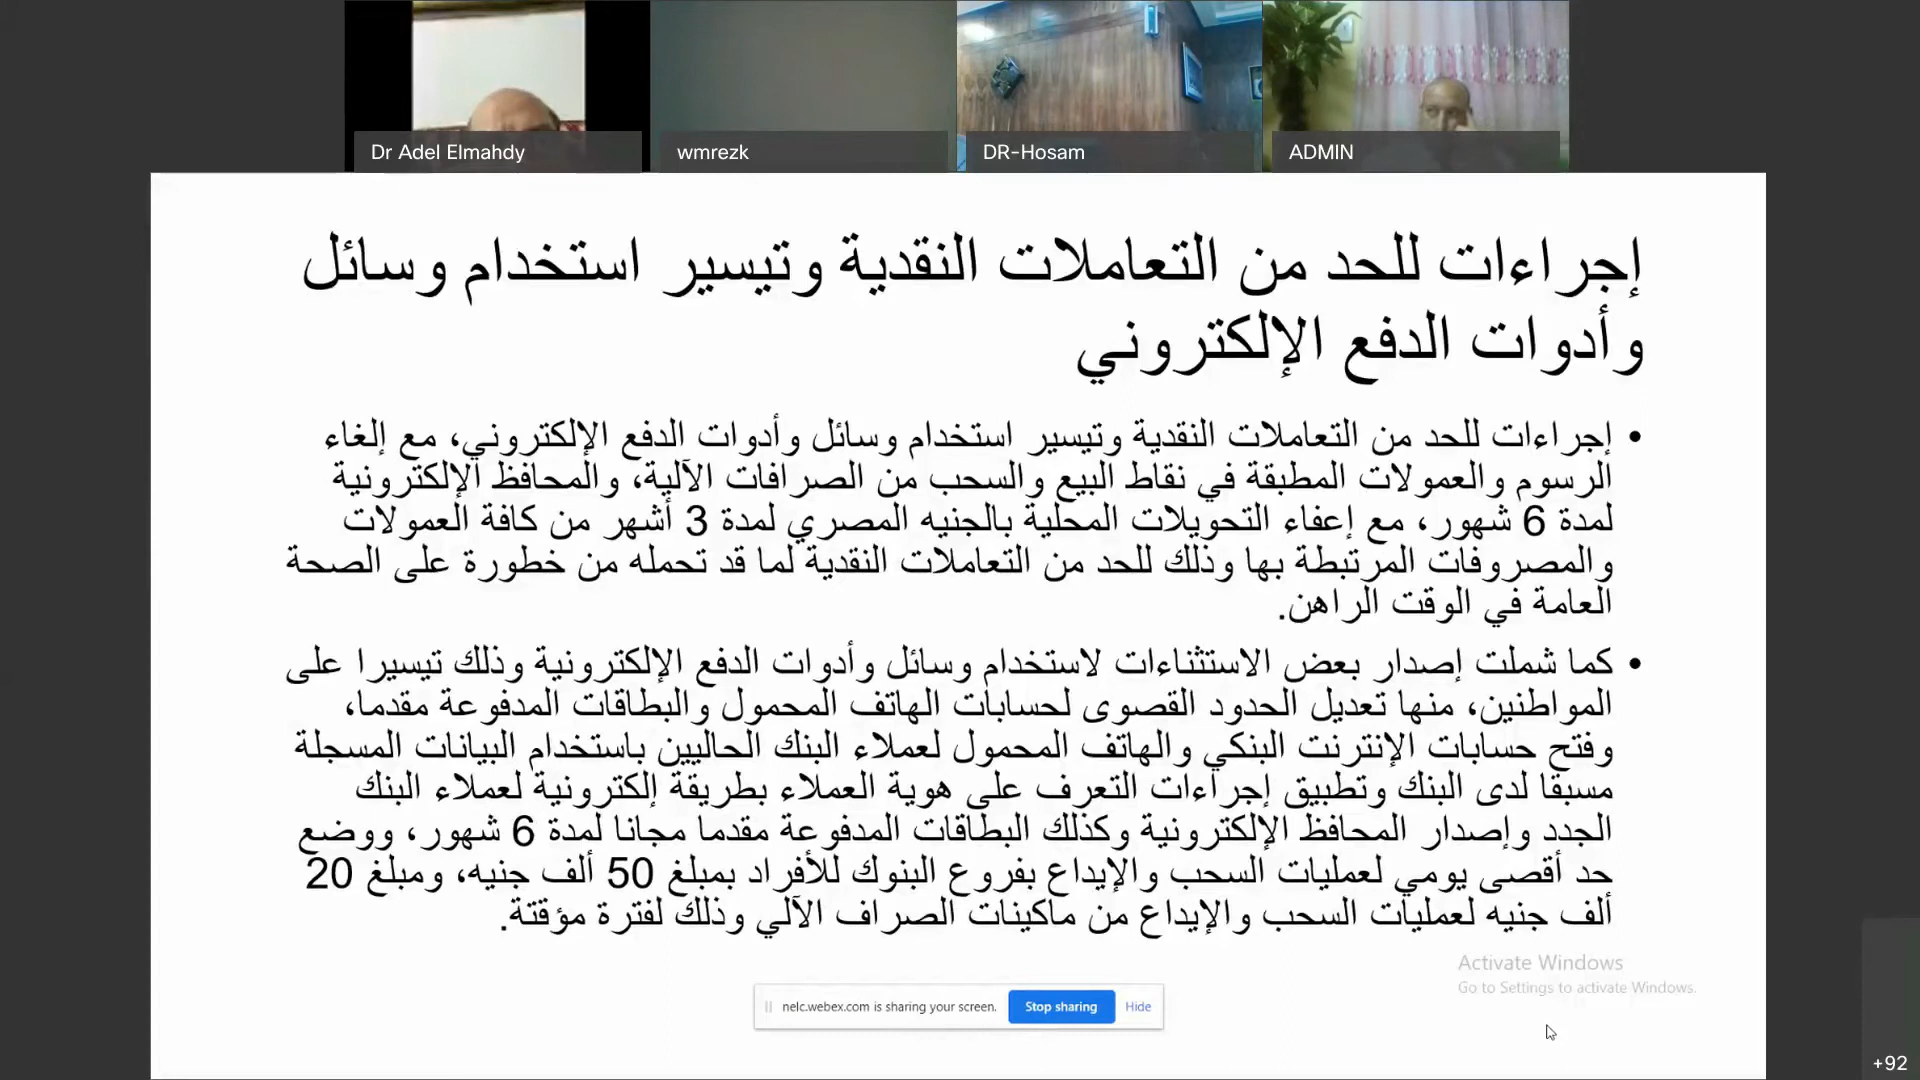 Dr Adel Elmahdy
wmrezk
DR-Hosam
ADMIN
إجراءات للحد من التعاملات النقدية وتيسير استخدام وسائل
وأدوات الدفع الإلكتروني
• إجراءات للحد من التعاملات النقدية وتيسير استخدام وسائل وأدوات الدفع الإلكتروني، مع إلغاء
الرسوم والعمولات المطبقة في نقاط البيع والسحب من الصرافات الآلية، والمحافظ الإلكترونية
لمدة 6 شهور، مع إعفاء التحويلات المحلية بالجنيه المصري لمدة 3 أشهر من كافة العمولات
والمصروفات المرتبطة بها وذلك للحد من التعاملات النقدية لما قد تحمله من خطورة على الصحة
العامة في الوقت الراهن.
• كما شملت إصدار بعض الاستثناءات لاستخدام وسائل وأدوات الدفع الإلكترونية وذلك تيسيرا على
المواطنين، منها تعديل الحدود القصوى لحسابات الهاتف المحمول والبطاقات المدفوعة مقدما،
وفتح حسابات الإنترنت البنكي والهاتف المحمول لعملاء البنك الحاليين باستخدام البيانات المسجلة
مسبقا لدى البنك وتطبيق إجراءات التعرف على هوية العملاء بطريقة إلكترونية لعملاء البنك
الجدد وإصدار المحافظ الإلكترونية وكذلك البطاقات المدفوعة مقدما مجانا لمدة 6 شهور، ووضع
حد أقصى يومي لعمليات السحب والإيداع بفروع البنوك للأفراد بمبلغ 50 ألف جنيه، ومبلغ 20
ألف جنيه لعمليات السحب والإيداع من ماكينات الصراف الآلي وذلك لفترة مؤقتة.
Activate Windows
Go to Settings to activate Windows.
nelc.webex.com is sharing your screen. Stop sharing Hide
+92